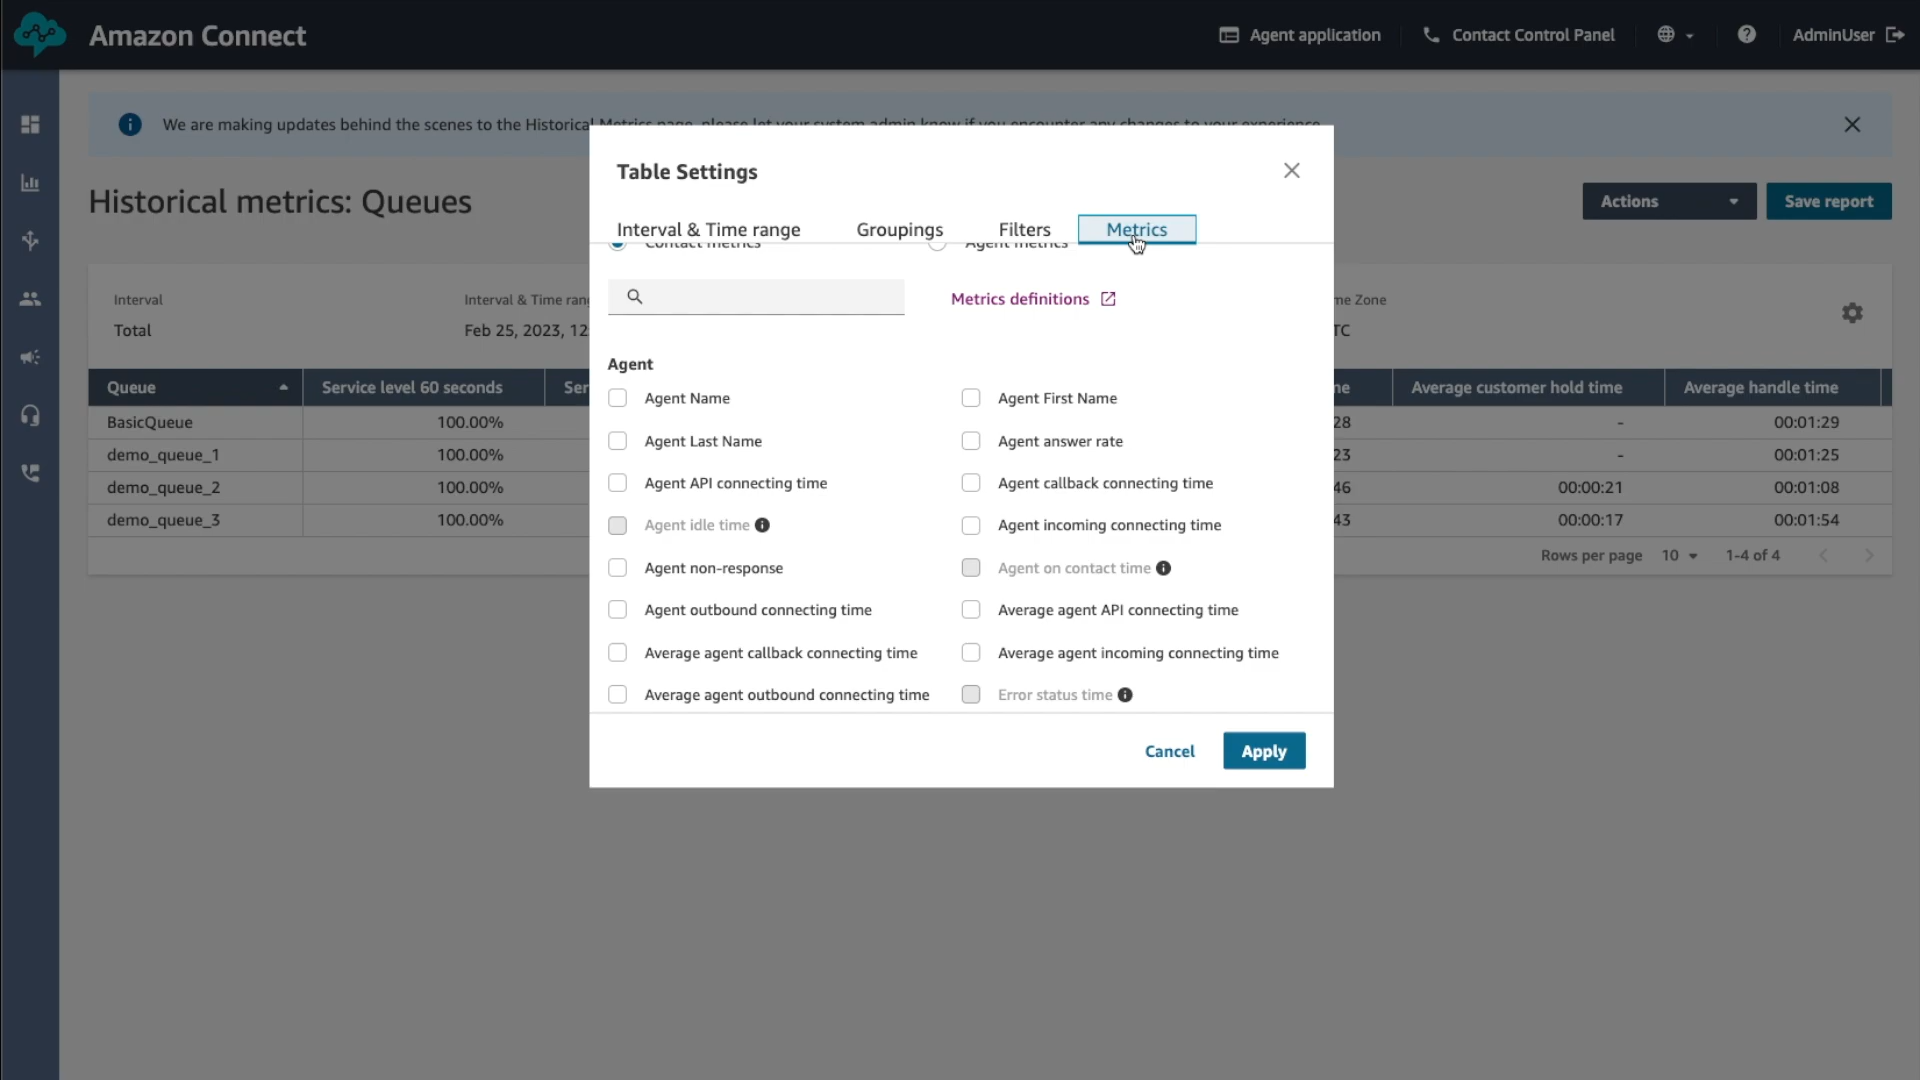 Amazon Connect
Agent application
Contact Control Panel
AdminUser
We are making updates behind the scenes to the Historical Metrics page, please let your system admin know if you encounter any changes to your experience.
Historical metrics: Queues
Actions
Save report
Interval
Interval & Time ran
me Zone
Total
Feb 25, 2023, 12:
TC
Queue
Service level 60 seconds
Ser
ne
Average customer hold time
Average handle time
BasicQueue
100.00%
28
-
00:01:29
demo_queue_1
100.00%
23
-
00:01:25
demo_queue_2
100.00%
46
00:00:21
00:01:08
demo_queue_3
100.00%
43
00:00:17
00:01:54
Rows per page
10
1-4 of 4
Table Settings
Interval & Time range
Groupings
Filters
Metrics
Contact metrics
Agent metrics
Metrics definitions
Agent
Agent Name
Agent First Name
Agent Last Name
Agent answer rate
Agent API connecting time
Agent callback connecting time
Agent idle time
Agent incoming connecting time
Agent non-response
Agent on contact time
Agent outbound connecting time
Average agent API connecting time
Average agent callback connecting time
Average agent incoming connecting time
Average agent outbound connecting time
Error status time
Cancel
Apply